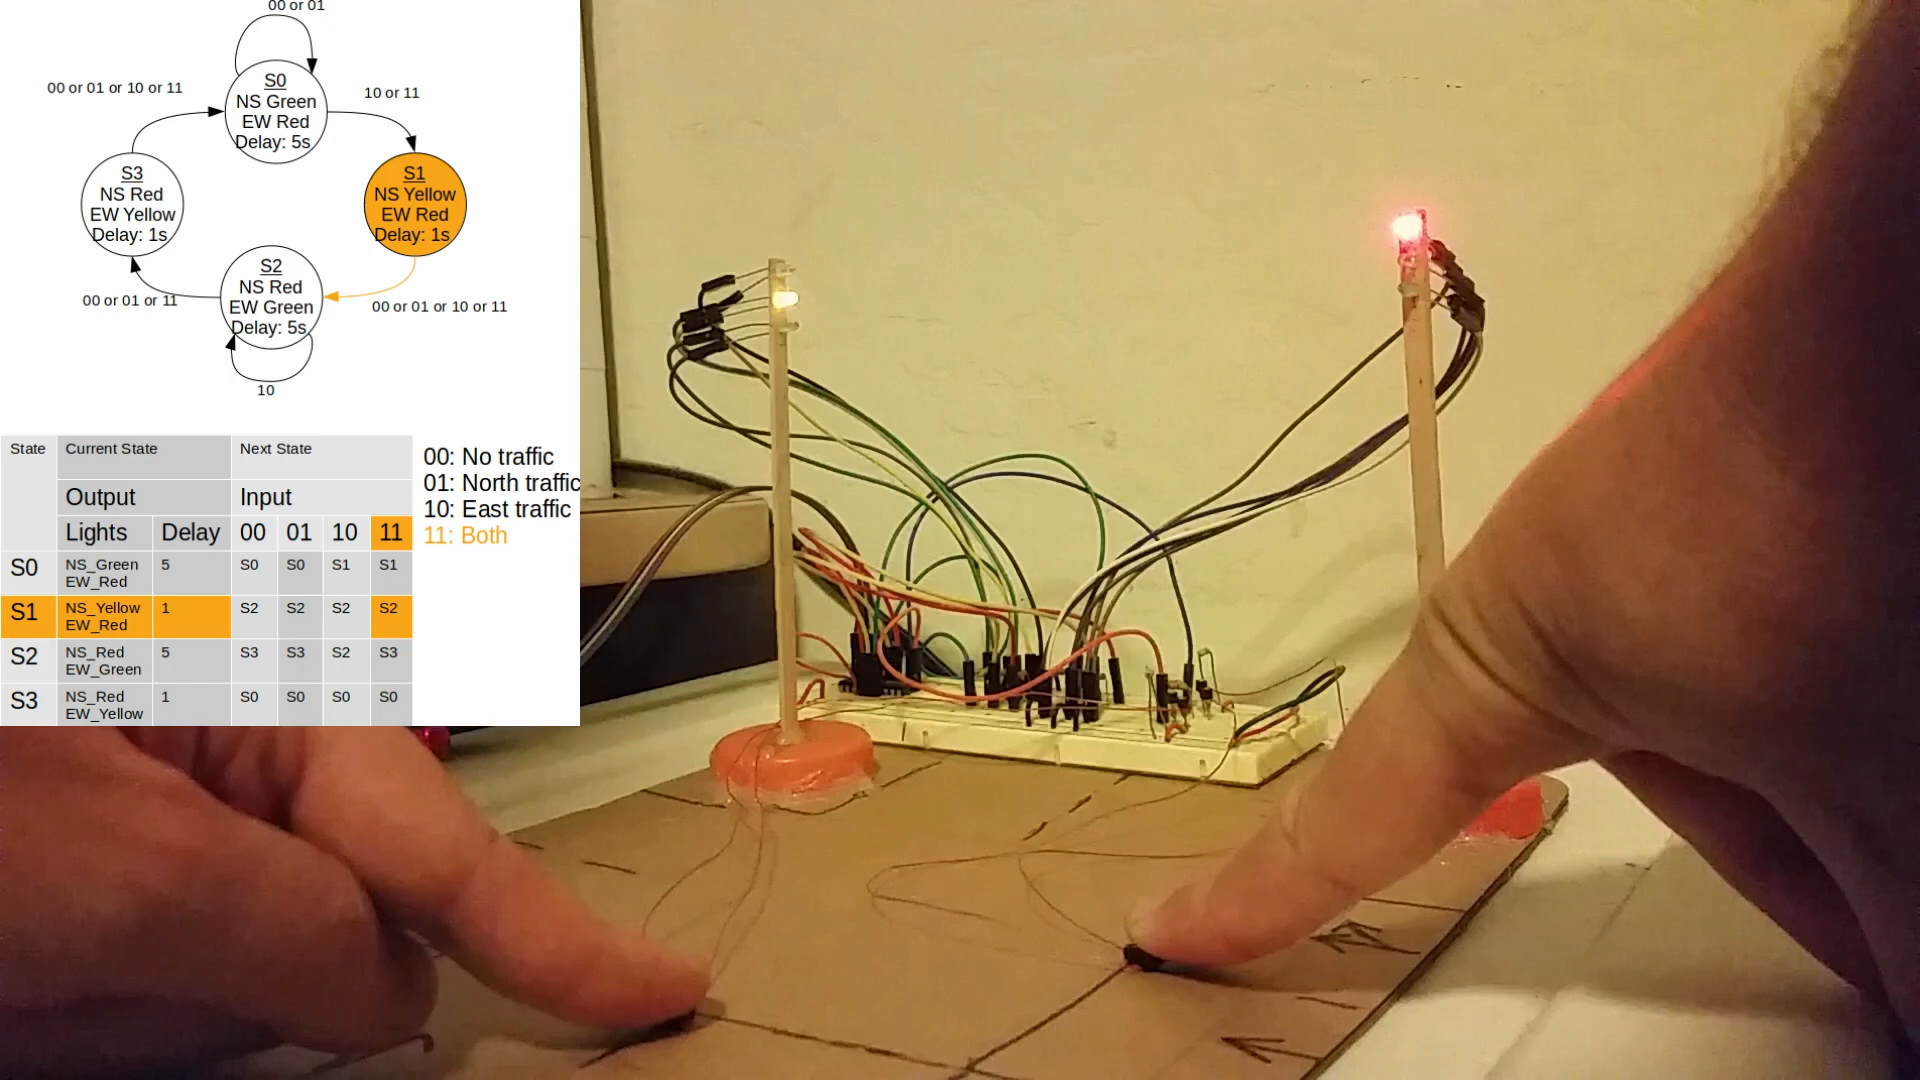 00 or 01
S0
NS Green
EW Red
Delay: 5s
00 or 01 or 10 or 11
10 or 11
S3
NS Red
EW Yellow
Delay: 1s
S1
NS Yellow
EW Red
Delay: 1s
S2
NS Red
EW Green
Delay: 5s
00 or 01 or 11
00 or 01 or 10 or 11
10
State Current State Next State
Output Input
Lights Delay 00 01 10 11
S0 NS_Green 5 S0 S0 S1 S1
EW_Red
S1 NS_Yellow 1 S2 S2 S2 S2
EW_Red
S2 NS_Red 5 S3 S3 S2 S3
EW_Green
S3 NS_Red 1 S0 S0 S0 S0
EW_Yellow
00: No traffic
01: North traffic
10: East traffic
11: Both